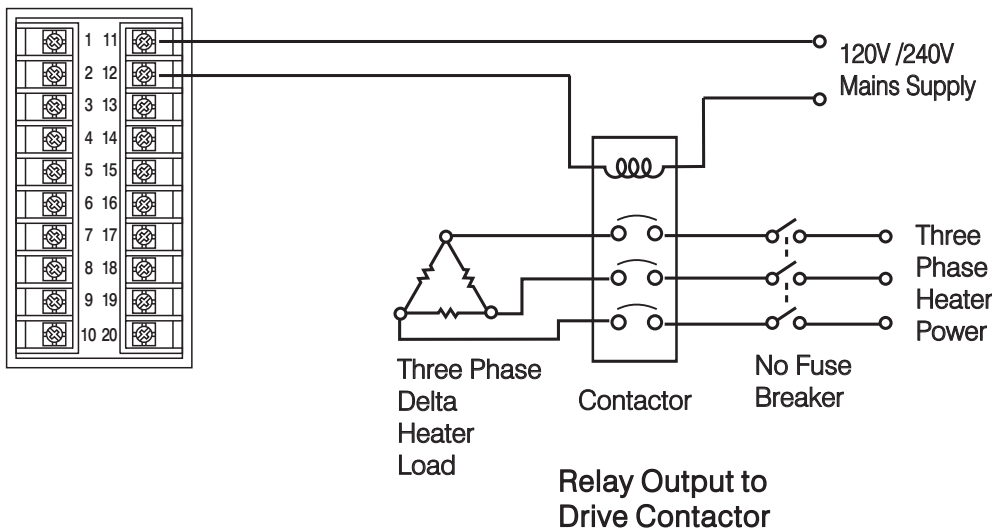 1 11
2 12
3 13
4 14
5 15
6 16
7 17
8 18
9 19
10 20
120V /240V
Mains Supply
Three
Phase
Heater
Power
No Fuse
Breaker
Contactor
Three Phase
Delta
Heater
Load
Relay Output to
Drive Contactor